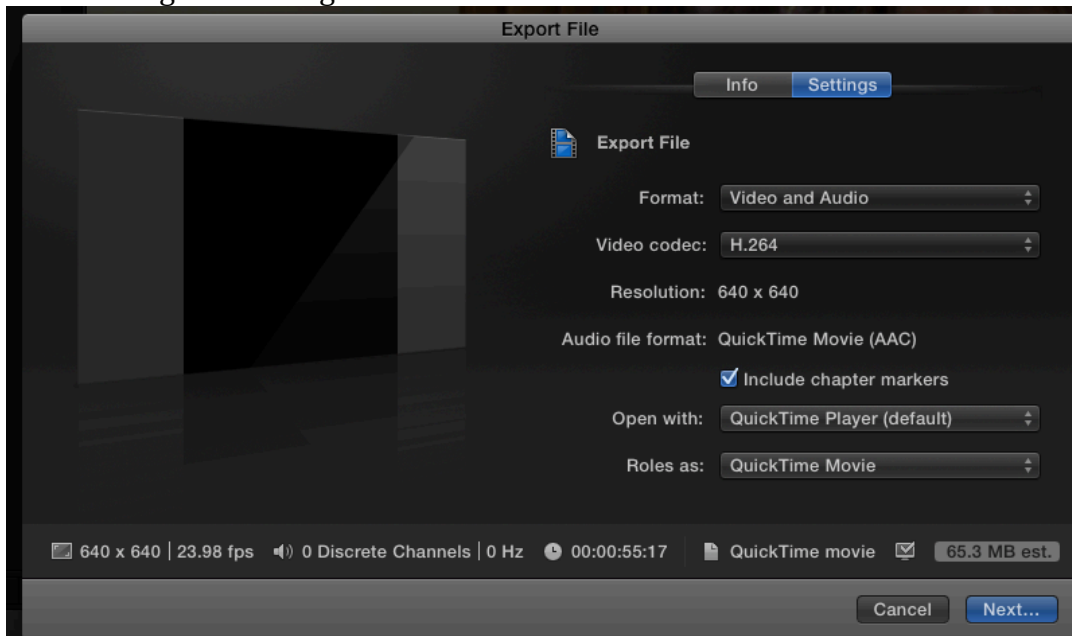 Export File
Info Settings
Export File
Format: Video and Audio
Video codec: H.264
Resolution: 640 x 640
Audio file format: QuickTime Movie (AAC)
Include chapter markers
Open with: QuickTime Player (default)
Roles as: QuickTime Movie
640 x 640 | 23.98 fps 0 Discrete Channels | 0 Hz 00:00:55:17 QuickTime movie 65.3 MB est.
Cancel Next...